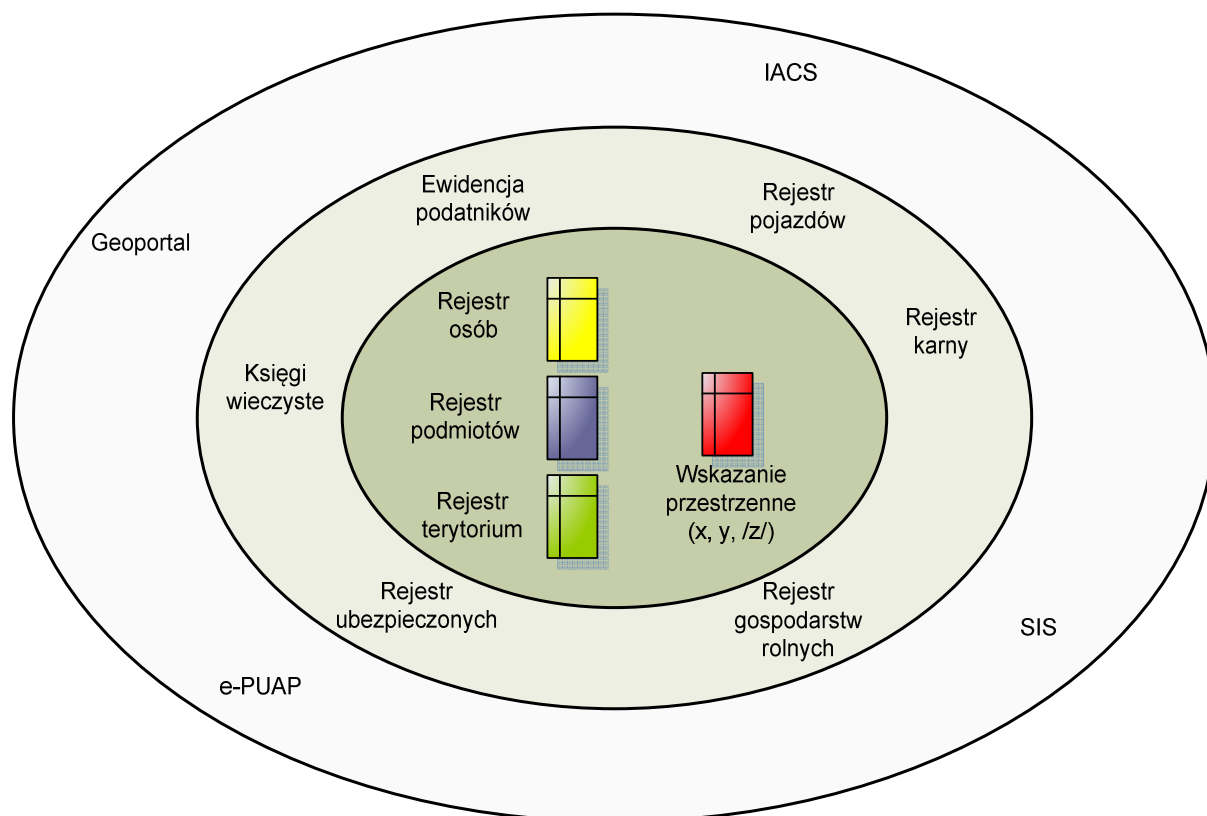 IACS
Ewidencja
podatników
Rejestr
pojazdów
Geoportal
Rejestr
osób
Rejestr
karny
Księgi
wieczyste
Rejestr
podmiotów
Wskazanie
przestrzenne
(x, y, /z/)
Rejestr
terytorium
Rejestr
ubezpieczonych
Rejestr
gospodarstw
rolnych
SIS
e-PUAP